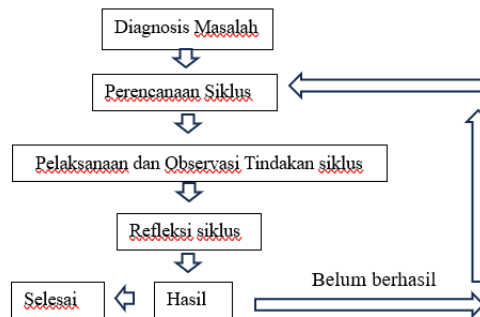 Diagnosis Masalah
Perencanaan Siklus
Pelaksanaan dan Observasi Tindakan siklus
Refleksi siklus
Belum berhasil
Selesai
Hasil